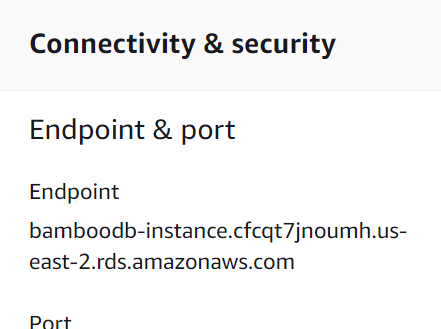 Connectivity & security
Endpoint & port
Endpoint
bamboodb-instance.cfcqt7jnoumh.us-
east-2.rds.amazonaws.com
Port